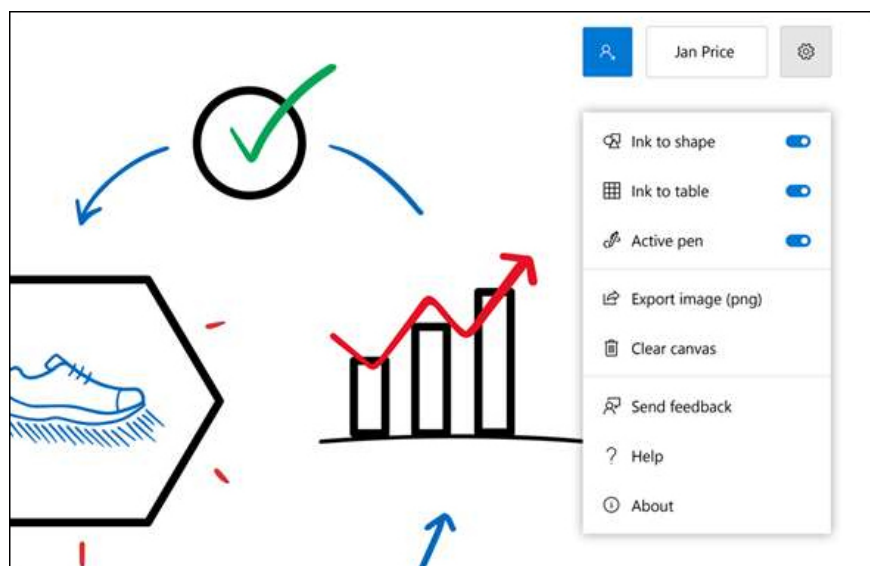 Jan Price
Ink to shape
Ink to table
Active pen
Export image (png)
Clear canvas
Send feedback
? Help
About